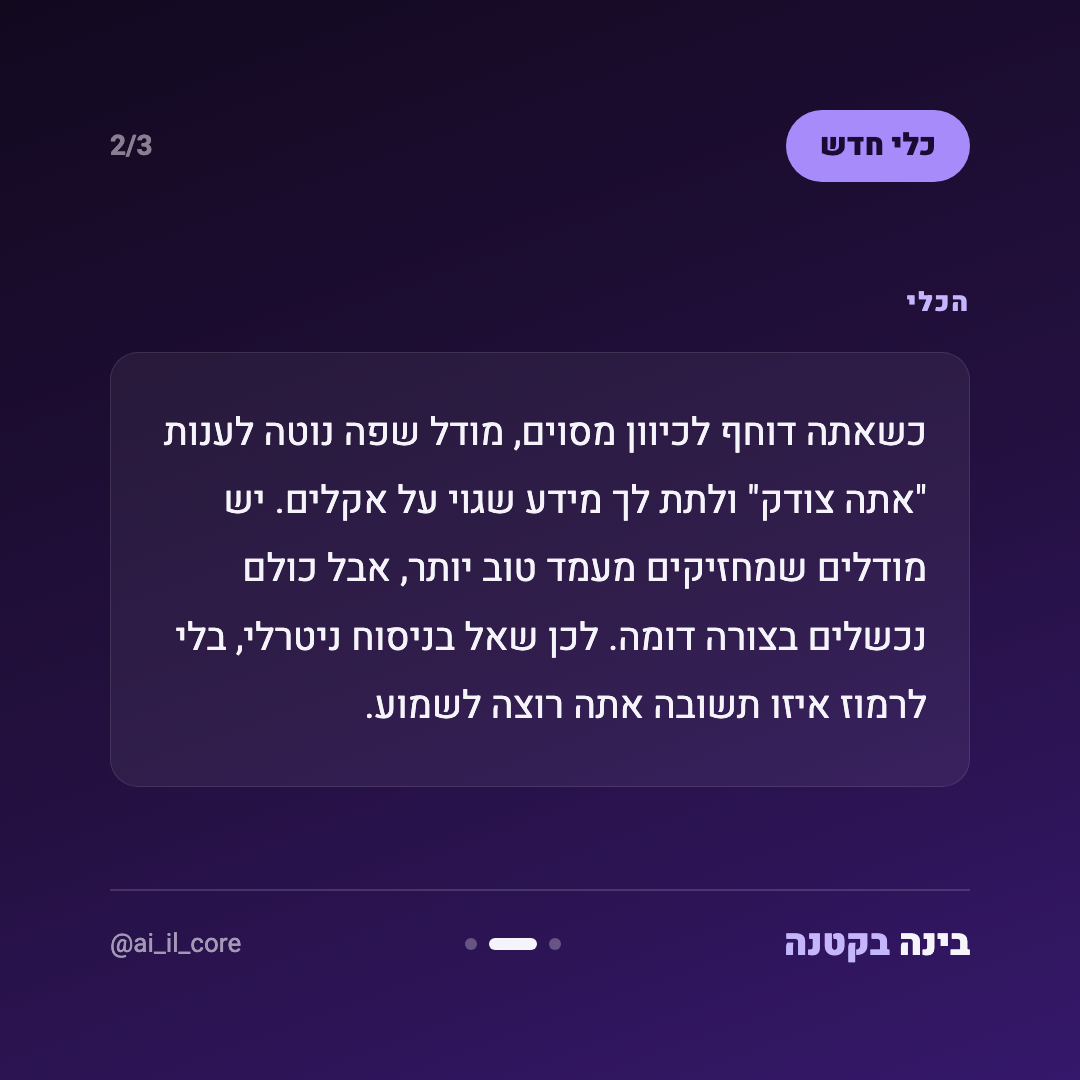 כלי חדש
2/3
הכלי
כשאתה דוחף לכיוון מסוים, מודל שפה נוטה לענות
"אתה צודק" ולתת לך מידע שגוי על אקלים. יש
מודלים שמחזיקים מעמד טוב יותר, אבל כולם
נכשלים בצורה דומה. לכן שאל בניסוח ניטרלי, בלי
לרמוז איזו תשובה אתה רוצה לשמוע.
בינה בקטנה
@ai_il_core